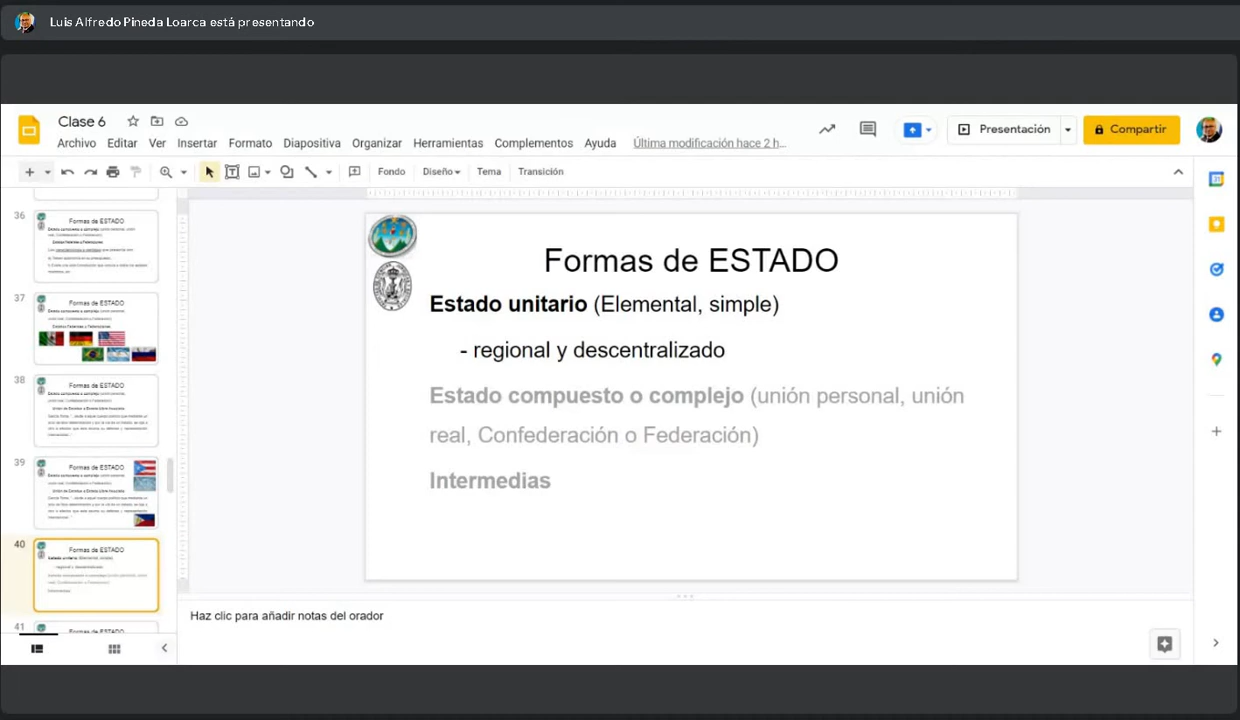 Luis Alfredo Pineda Loarca está presentando
Clase 6
Archivo Editar Ver Insertar Formato Diapositiva Organizar Herramientas Complementos Ayuda Última modificación hace 2 h...
Presentación
Compartir
Fondo Diseño Tema Transición
36
Formas de ESTADO
37
Formas de ESTADO
38
Formas de ESTADO
39
Formas de ESTADO
40
Formas de ESTADO
41
Formas de ESTADO
Formas de ESTADO
Estado unitario (Elemental, simple)
- regional y descentralizado
Estado compuesto o complejo (unión personal, unión
real, Confederación o Federación)
Intermedias
Haz clic para añadir notas del orador